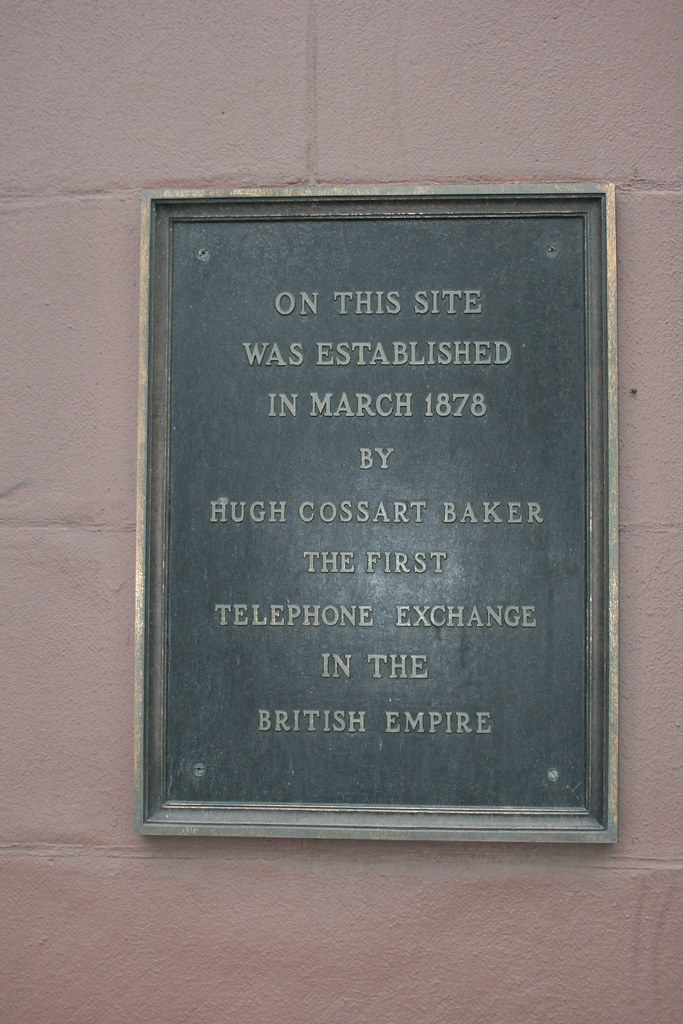 ON THIS SITE
WAS ESTABLISHED
IN MARCH 1878
BY
HUGH COSSART BAKER
THE FIRST
TELEPHONE EXCHANGE
IN THE
BRITISH EMPIRE